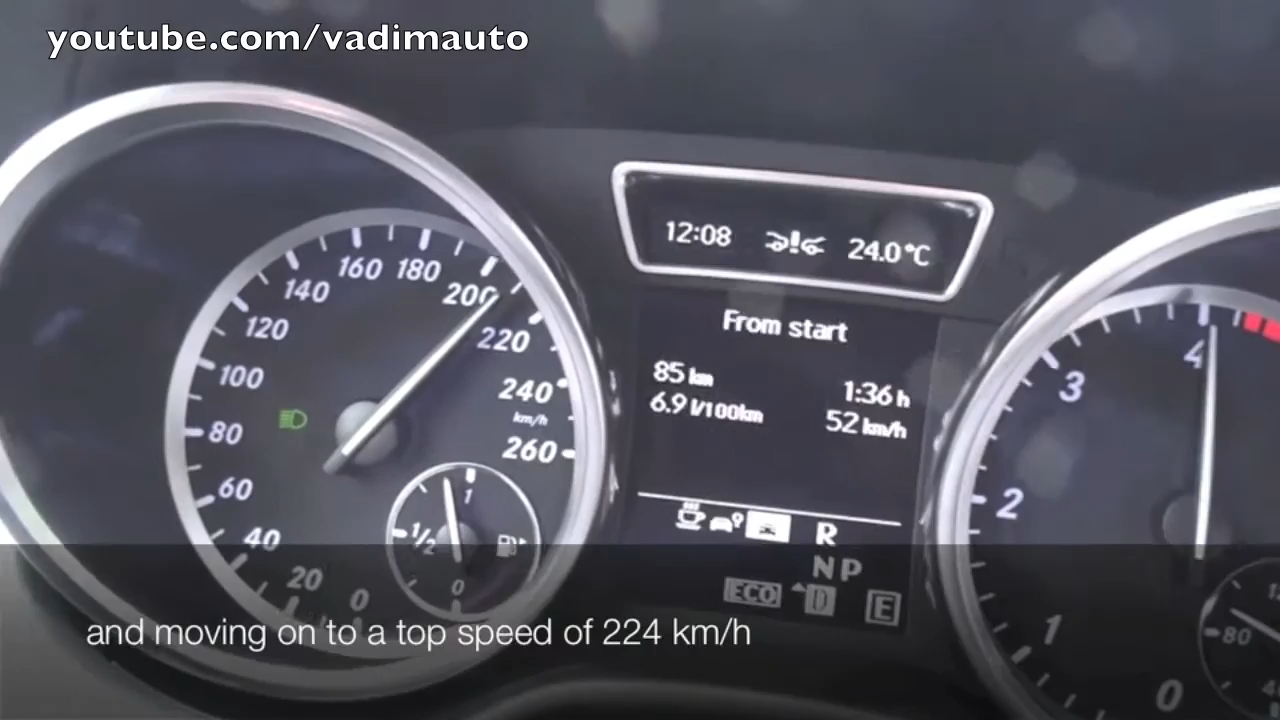 youtube.com/vadimauto
12:08 24.0°C
From start
85 km 1:36 h
6.9 l/100km 52 km/h
R
N P
ECO D E
0
20
40
60
80
100
120
140
160
180
200
220
240
km/h
260
1
1/2
0
0
1
2
3
4
80
and moving on to a top speed of 224 km/h